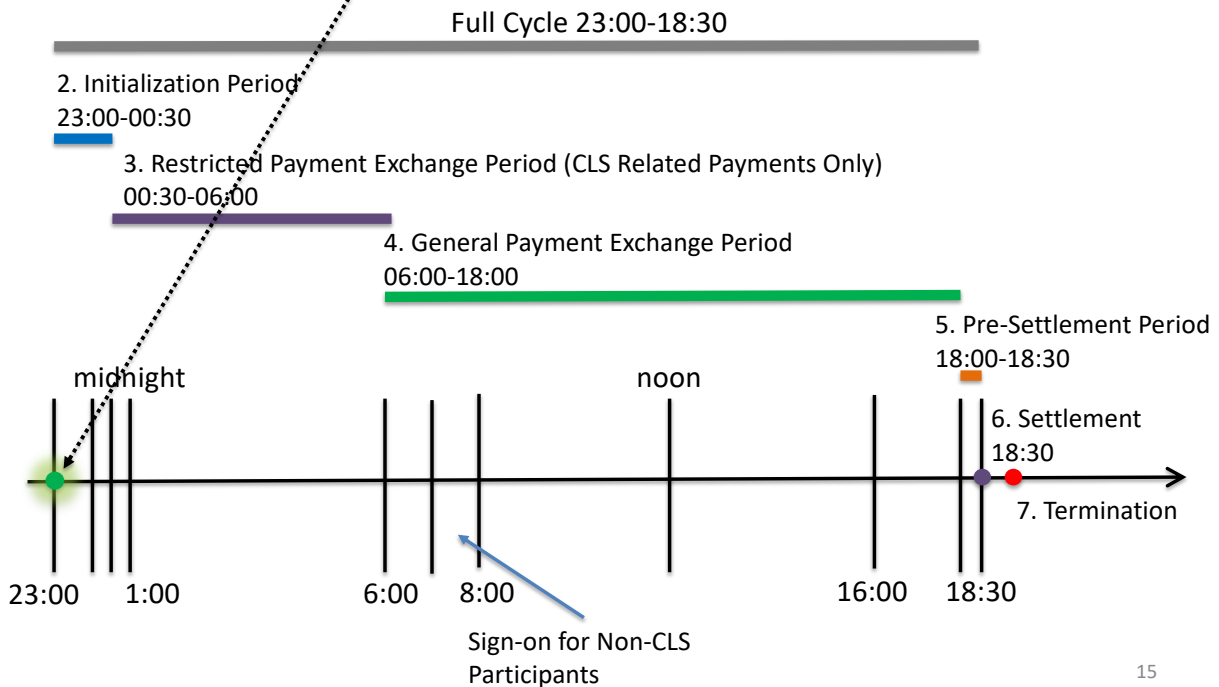 Full Cycle 23:00-18:30
2. Initialization Period
23:00-00:30
3. Restricted Payment Exchange Period (CLS Related Payments Only)
00:30-06:00
4. General Payment Exchange Period
06:00-18:00
5. Pre-Settlement Period
18:00-18:30
midnight
noon
6. Settlement
18:30
7. Termination
23:00
1:00
6:00
8:00
16:00
18:30
Sign-on for Non-CLS
Participants
15